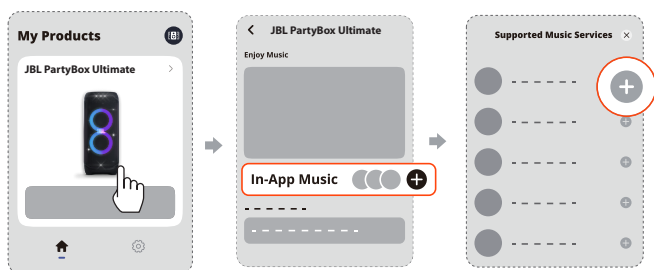 My Products
JBL PartyBox Ultimate
JBL PartyBox Ultimate
Enjoy Music
In-App Music
Supported Music Services